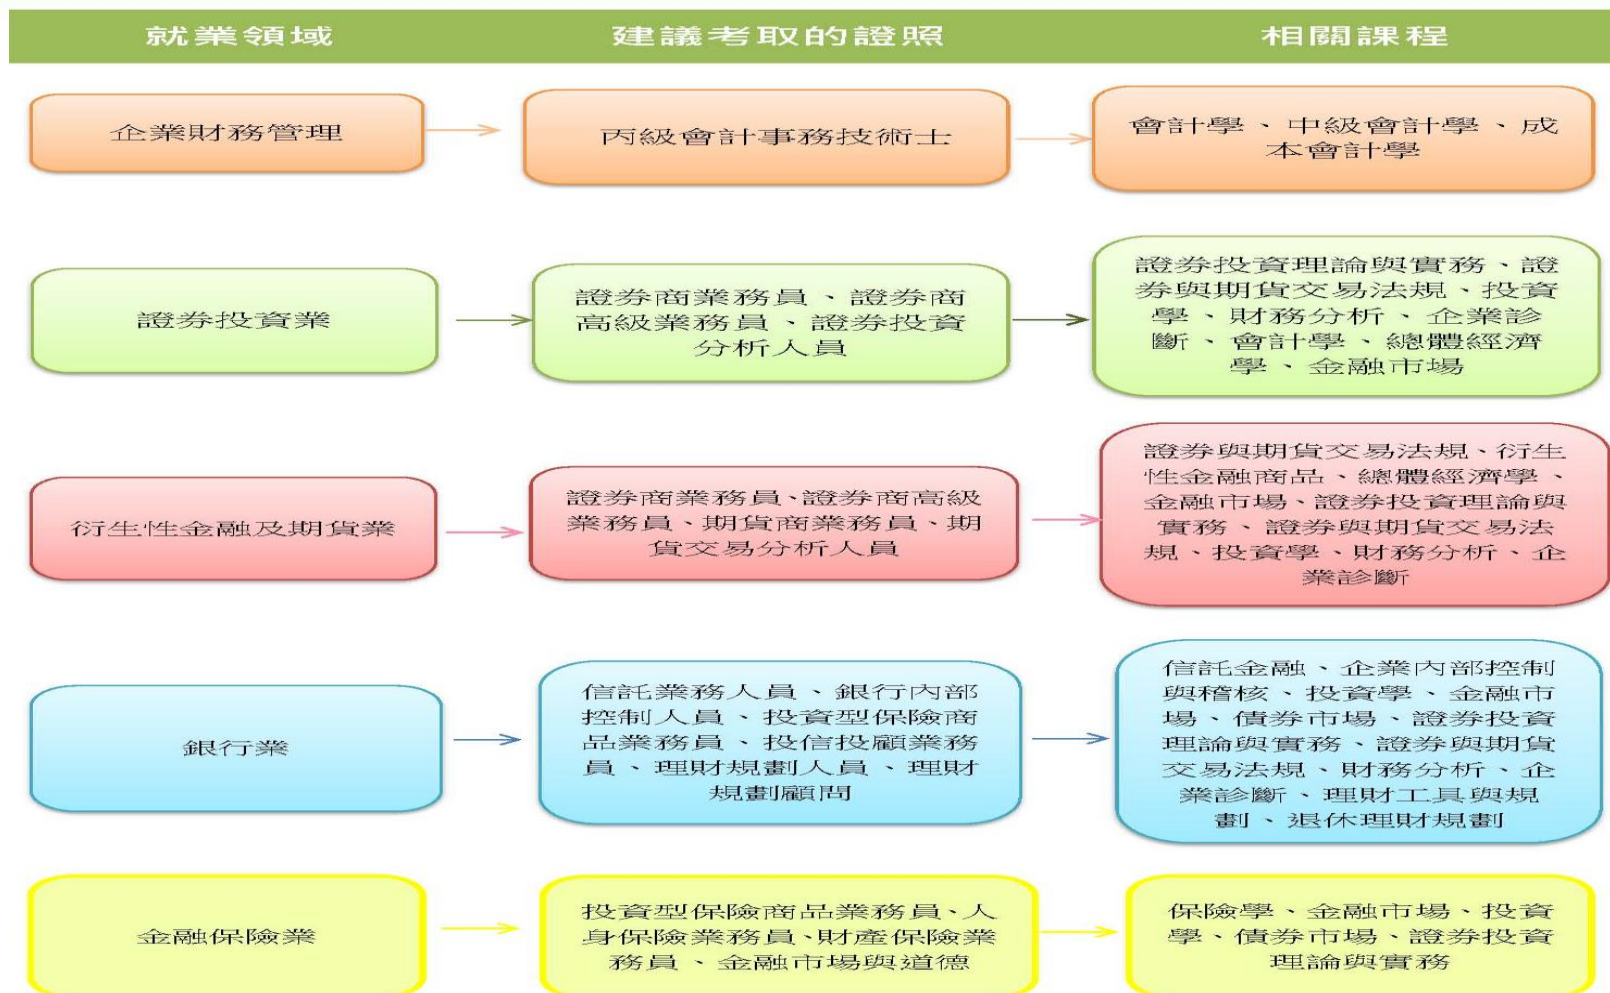 就業領域
建議考取的證照
相關課程
企業財務管理
丙級會計事務技術士
會計學、中級會計學、成
本會計學
證券投資業
證券商業務員、證券商
高級業務員、證券投資
分析人員
證券投資理論與實務、證
券與期貨交易法規、投資
學、財務分析、企業診
斷、會計學、總體經濟
學、金融市場
衍生性金融及期貨業
證券商業務員、證券商高級
業務員、期貨商業務員、期
貨交易分析人員
證券與期貨交易法規、衍生
性金融商品、總體經濟學、
金融市場、證券投資理論與
實務、證券與期貨交易法
規、投資學、財務分析、企
業診斷
銀行業
信託業務人員、銀行內部
控制人員、投資型保險商
品業務員、投信投顧業務
員、理財規劃人員、理財
規劃顧問
信託金融、企業內部控制
與稽核、投資學、金融市
場、債券市場、證券投資
理論與實務、證券與期貨
交易法規、財務分析、企
業診斷、理財工具與規
劃、退休理財規劃
金融保險業
投資型保險商品業務員、人
身保險業務員、財產保險業
務員、金融市場與道德
保險學、金融市場、投資
學、債券市場、證券投資
理論與實務